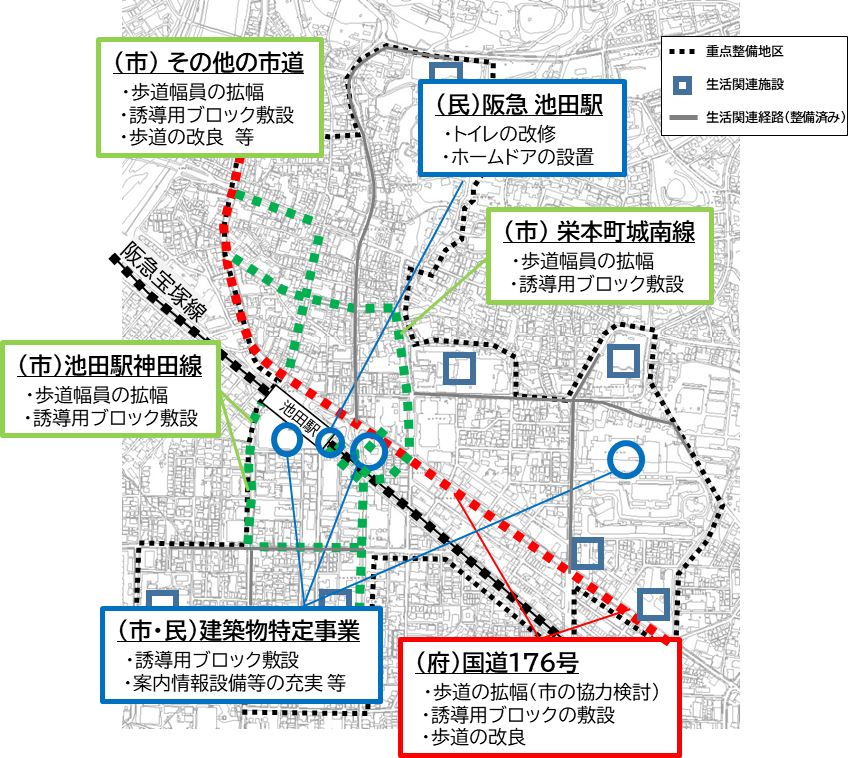 (市) その他の市道
・歩道幅員の拡幅
・誘導用ブロック敷設
・歩道の改良 等
(民)阪急 池田駅
・トイレの改修
・ホームドアの設置
重点整備地区
生活関連施設
生活関連経路(整備済み)
(市) 栄本町城南線
・歩道幅員の拡幅
・誘導用ブロック敷設
阪急宝塚線
(市)池田駅神田線
・歩道幅員の拡幅
・誘導用ブロック敷設
池田駅
(市・民)建築物特定事業
・誘導用ブロック敷設
・案内情報設備等の充実 等
(府)国道176号
・歩道の拡幅(市の協力検討)
・誘導用ブロックの敷設
・歩道の改良